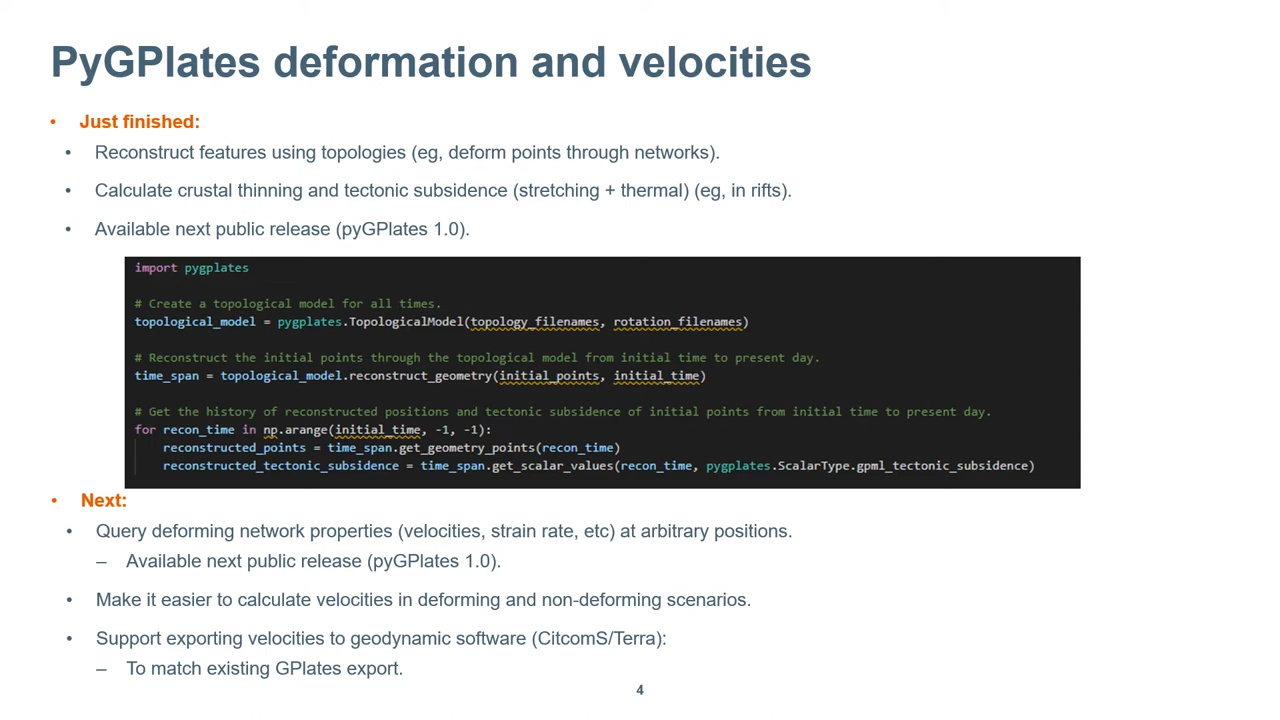 PyGPlates deformation and velocities
• Just finished:
• Reconstruct features using topologies (eg, deform points through networks).
• Calculate crustal thinning and tectonic subsidence (stretching + thermal) (eg, in rifts).
• Available next public release (pyGPlates 1.0).
import pygplates
# Create a topological model for all times.
topological_model = pygplates.TopologicalModel(topology_filenames, rotation_filenames)
# Reconstruct the initial points through the topological model from initial time to present day.
time_span = topological_model.reconstruct_geometry(initial_points, initial_time)
# Get the history of reconstructed positions and tectonic subsidence of initial points from initial time to present day.
for recon_time in np.arange(initial_time, -1, -1):
    reconstructed_points = time_span.get_geometry_points(recon_time)
    reconstructed_tectonic_subsidence = time_span.get_scalar_values(recon_time, pygplates.ScalarType.gpml_tectonic_subsidence)
• Next:
• Query deforming network properties (velocities, strain rate, etc) at arbitrary positions.
– Available next public release (pyGPlates 1.0).
• Make it easier to calculate velocities in deforming and non-deforming scenarios.
• Support exporting velocities to geodynamic software (CitcomS/Terra):
– To match existing GPlates export.
4